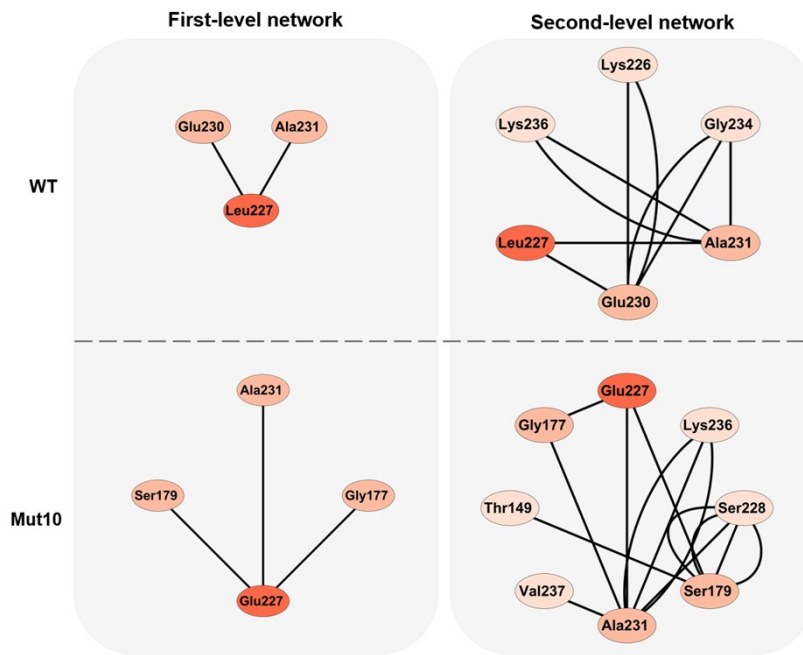 First-level network
Second-level network
WT
Glu230
Ala231
Leu227
Lys226
Lys236
Gly234
Leu227
Ala231
Glu230
Mut10
Ala231
Ser179
Gly177
Glu227
Glu227
Gly177
Lys236
Thr149
Ser228
Val237
Ser179
Ala231